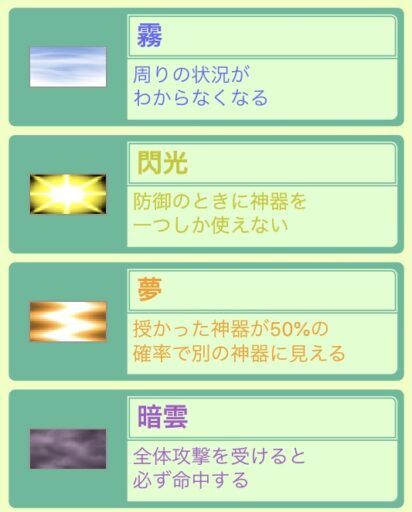 霧
周りの状況が
わからなくなる
閃光
防御のときに神器を
一つしか使えない
夢
授かった神器が50%の
確率で別の神器に見える
暗雲
全体攻撃を受けると
必ず命中する